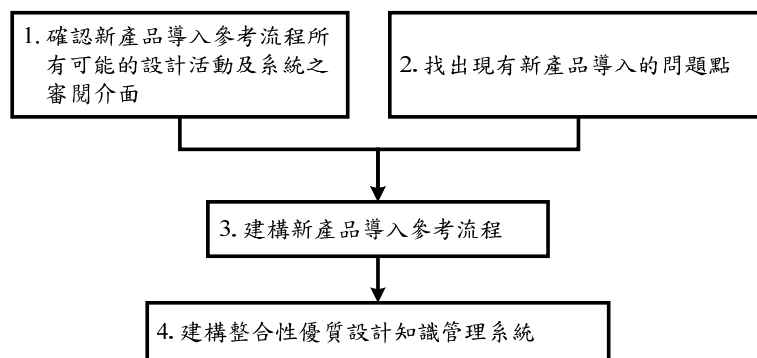 1. 確認新產品導入參考流程所
有可能的設計活動及系統之
審閱介面
2. 找出現有新產品導入的問題點
3. 建構新產品導入參考流程
4. 建構整合性優質設計知識管理系統